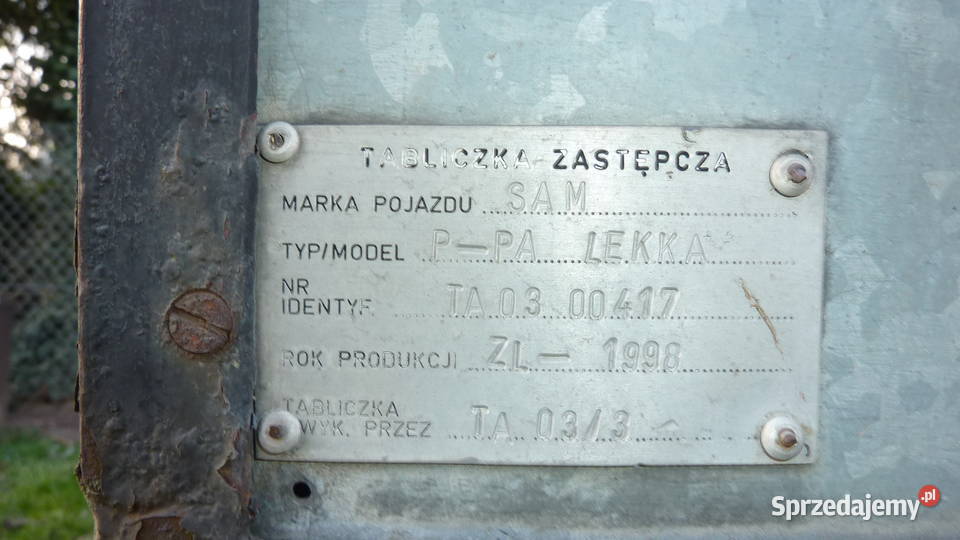 TABLICZKA ZASTĘPCZA
MARKA POJAZDU SAM
TYP/MODEL P-PA LEKKA
NR
IDENTYF. TA 03 00417
ROK PRODUKCJI ZL- 1998
TABLICZKA
WYK. PRZEZ TA 03/3
Sprzedajemy.pl